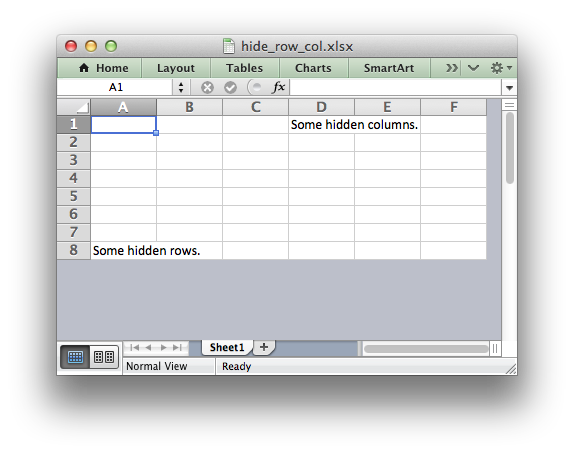 hide_row_col.xlsx
Home Layout Tables Charts SmartArt
A1 fx
A B C D E F
1 Some hidden columns.
2
3
4
5
6
7
8 Some hidden rows.
Sheet1
Normal View Ready